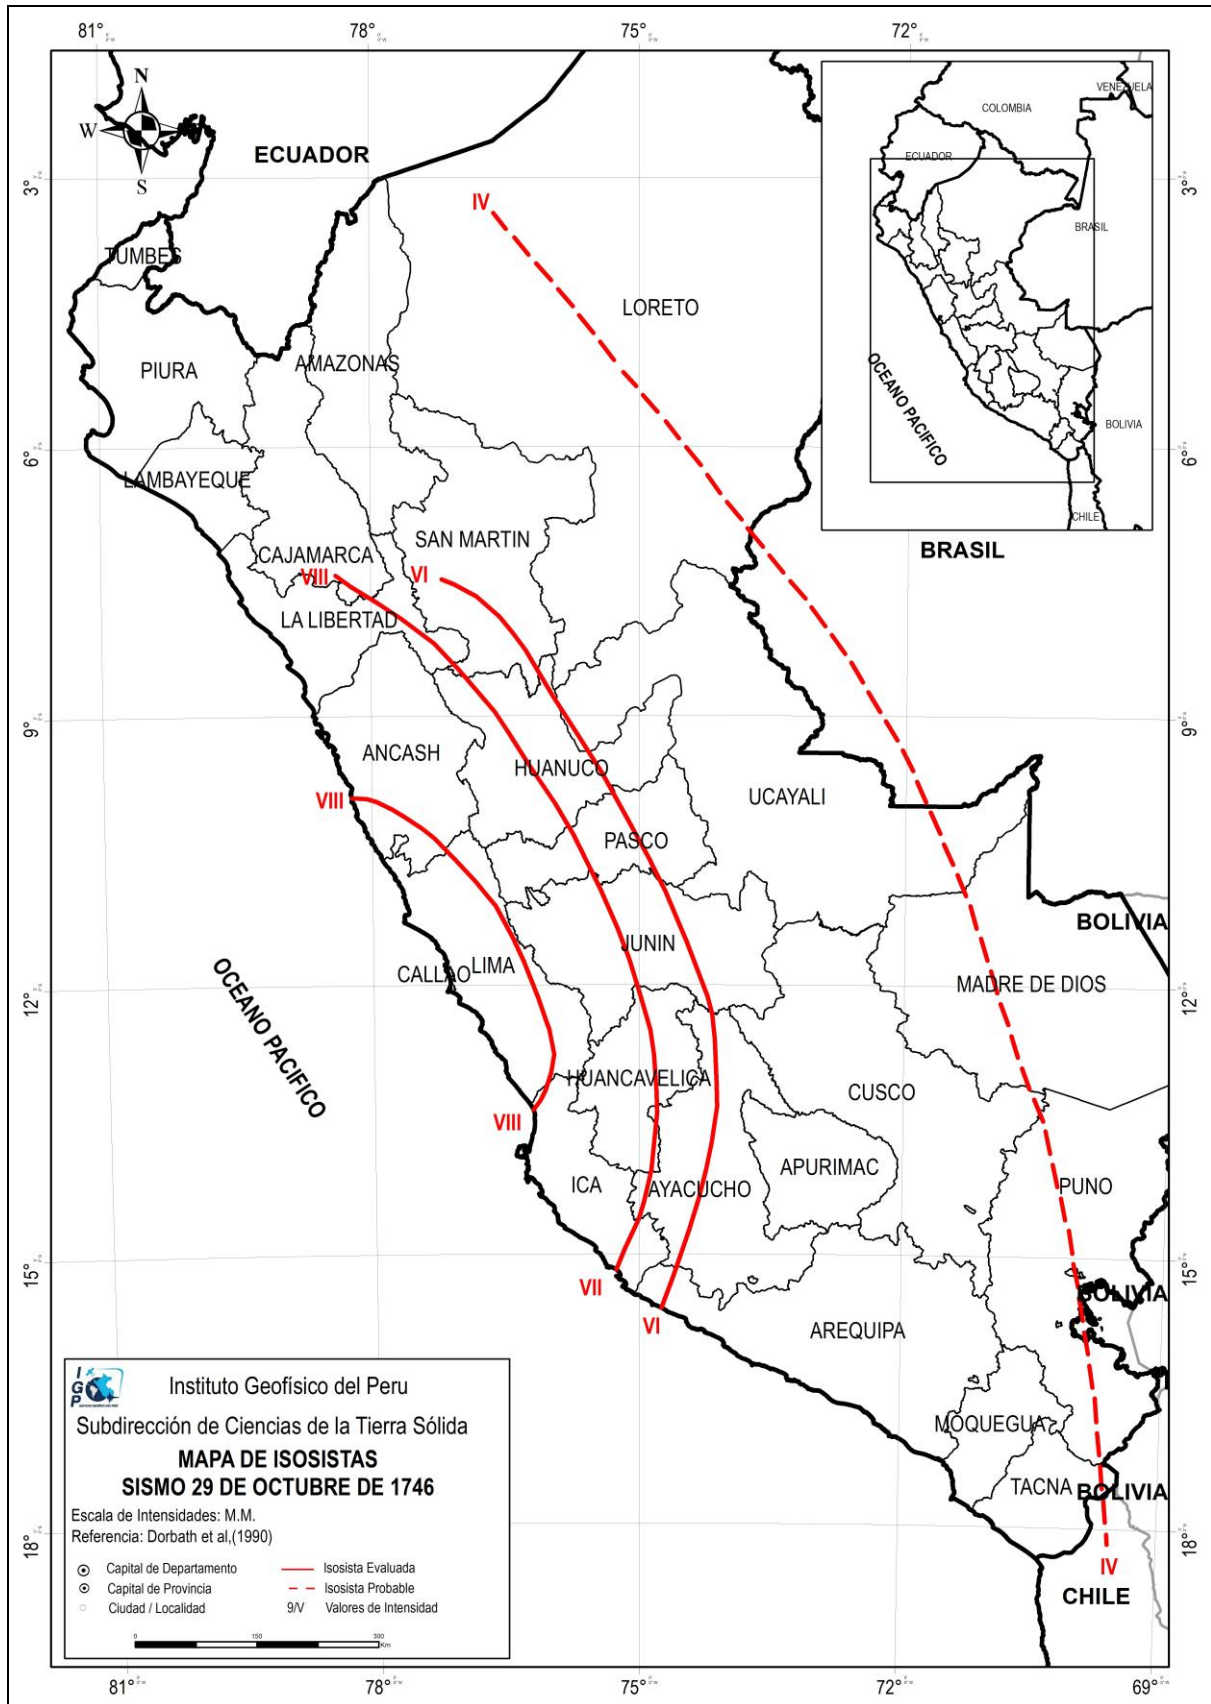 81°
78°
75°
72°
N
W
S
ECUADOR
3°
3°
IV
TUMBES
LORETO
PIURA
AMAZONAS
VENEZUELA
COLOMBIA
ECUADOR
BRASIL
OCEANO PACIFICO
BOLIVIA
CHILE
6°
6°
LAMBAYEQUE
SAN MARTIN
BRASIL
CAJAMARCA
VIII
VI
LA LIBERTAD
9°
9°
ANCASH
HUANUCO
VIII
UCAYALI
PASCO
BOLIVIA
JUNIN
LIMA
CALLAO
MADRE DE DIOS
12°
12°
OCEANO PACIFICO
HUANCAVELICA
CUSCO
VIII
APURIMAC
ICA
AYACUCHO
PUNO
15°
15°
VII
BOLIVIA
VI
AREQUIPA
MOQUEGUA
TACNA
BOLIVIA
18°
18°
IV
CHILE
IGP
Instituto Geofísico del Peru
Subdirección de Ciencias de la Tierra Sólida
MAPA DE ISOSISTAS
SISMO 29 DE OCTUBRE DE 1746
Escala de Intensidades: M.M.
Referencia: Dorbath et al,(1990)
Capital de Departamento
Isosista Evaluada
Capital de Provincia
Isosista Probable
Ciudad / Localidad
9/V Valores de Intensidad
0 150 300
Km
81°
78°
75°
72°
69°